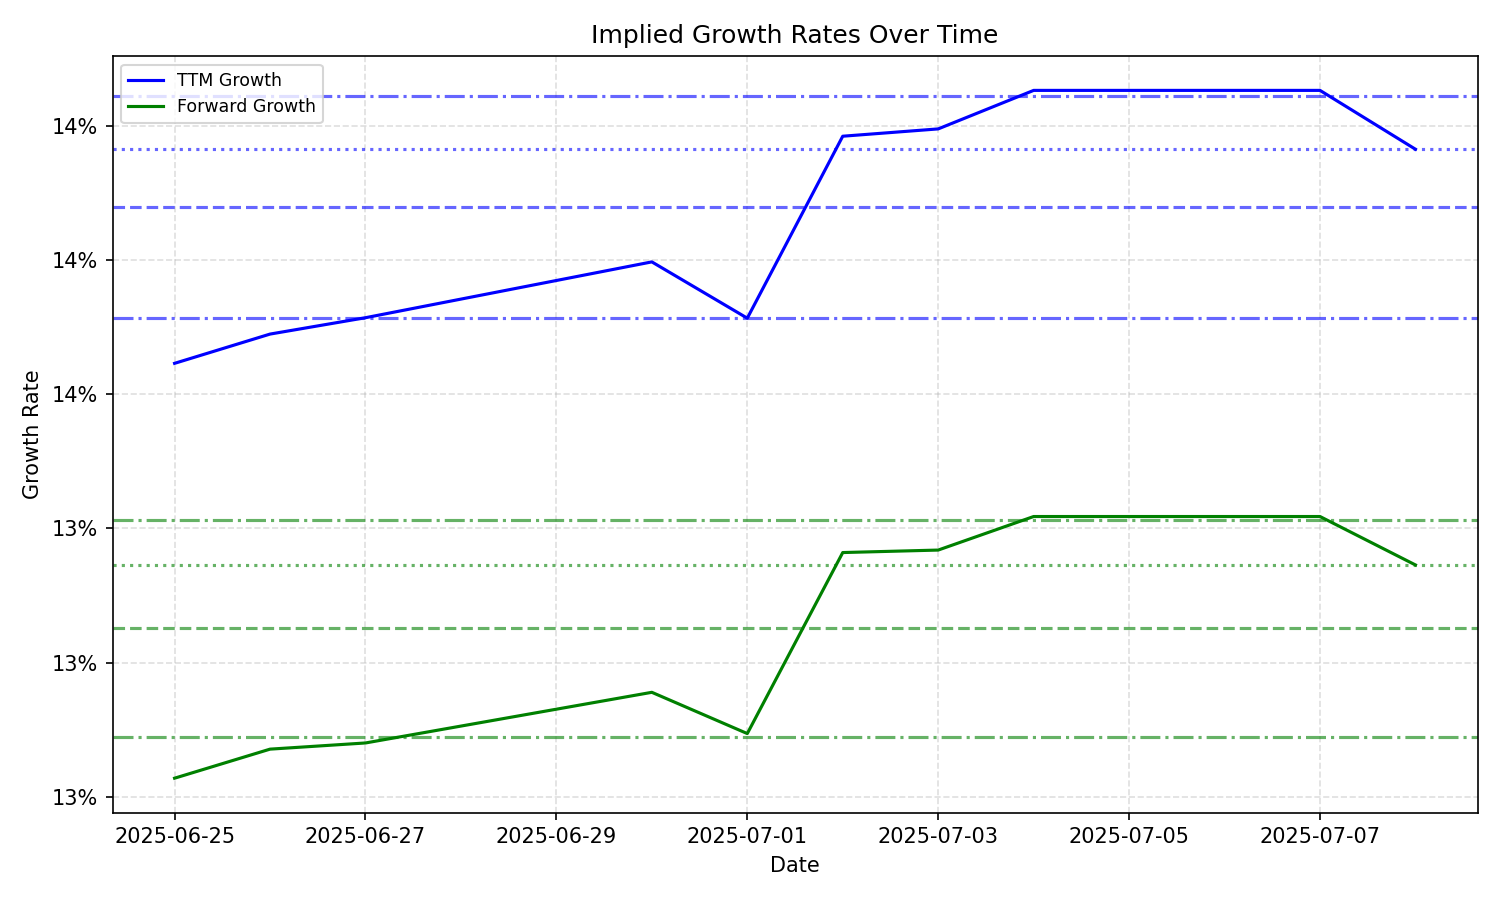 Implied Growth Rates Over Time
TTM Growth
Forward Growth
14%
14%
14%
13%
13%
13%
Growth Rate
2025-06-25
2025-06-27
2025-06-29
2025-07-01
2025-07-03
2025-07-05
2025-07-07
Date